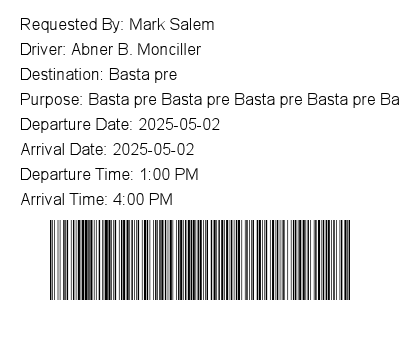 Requested By: Mark Salem
Driver: Abner B. Monciller
Destination: Basta pre
Purpose: Basta pre Basta pre Basta pre Basta pre Ba
Departure Date: 2025-05-02
Arrival Date: 2025-05-02
Departure Time: 1:00 PM
Arrival Time: 4:00 PM